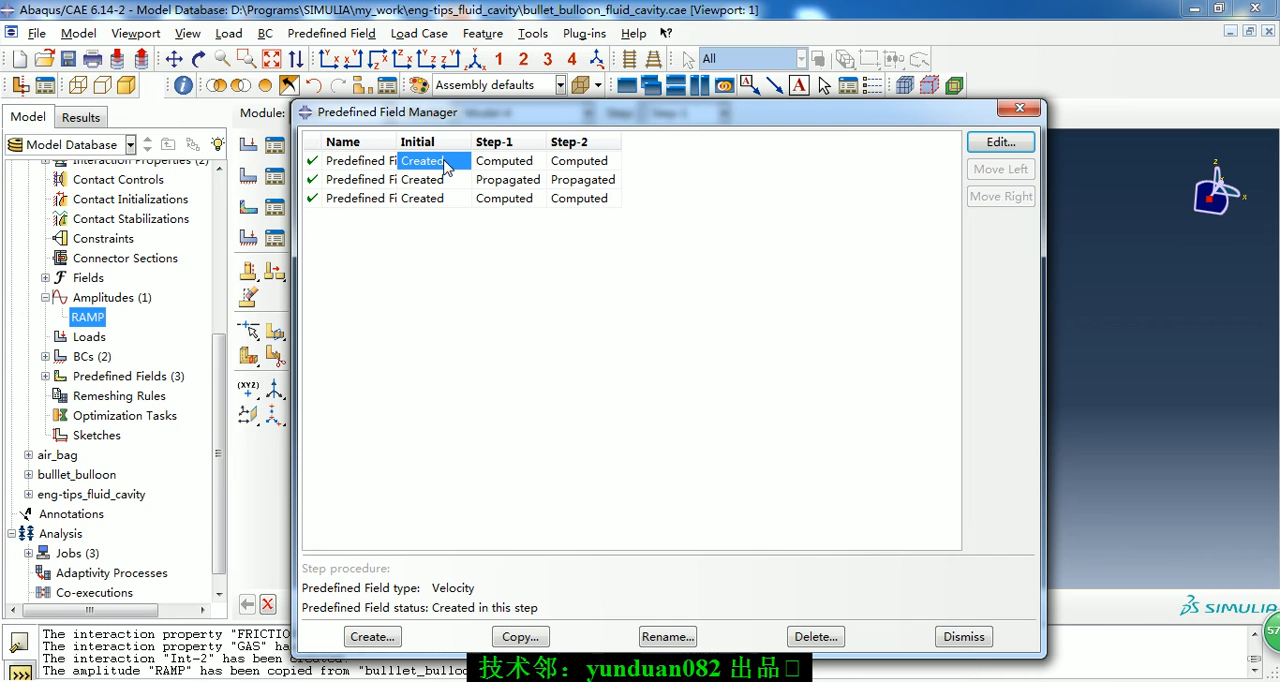 Abaqus/CAE 6.14-2 - Model Database: D:\Programs\SIMULIA\my_work\eng-tips_fluid_cavity\bullet_bulloon_fluid_cavity.cae [Viewport: 1]
File Model Viewport View Load BC Predefined Field Load Case Feature Tools Plug-ins Help
1 2 3 4 All
Assembly defaults
Model Results Module:
Model Database
Interaction Properties (2)
Contact Controls
Contact Initializations
Contact Stabilizations
Constraints
Connector Sections
Fields
Amplitudes (1)
RAMP
Loads
BCs (2)
Predefined Fields (3)
Remeshing Rules
Optimization Tasks
Sketches
air_bag
bulllet_bulloon
eng-tips_fluid_cavity
Annotations
Analysis
Jobs (3)
Adaptivity Processes
Co-executions
(XYZ)
Predefined Field Manager
Name Initial Step-1 Step-2
Predefined Fi Created Computed Computed
Predefined Fi Created Propagated Propagated
Predefined Fi Created Computed Computed
Edit...
Move Left
Move Right
Step procedure:
Predefined Field type: Velocity
Predefined Field status: Created in this step
Create... Copy... Rename... Delete... Dismiss
Z
X
SIMULIA
57
The interaction property "FRICTIO
The interaction property "GAS" ha
The interaction "Int-2" has been
The amplitude "RAMP" has been copied from "bulllet_bulloo
技术邻：yunduan082 出品